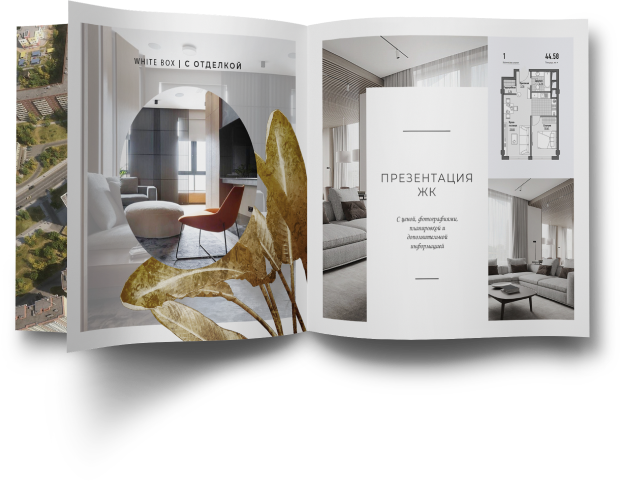 WHITE BOX | С ОТДЕЛКОЙ
1
44.58
ПРЕЗЕНТАЦИЯ
ЖК
С ценой, фотографиями,
планировкой и
дополнительной
информацией